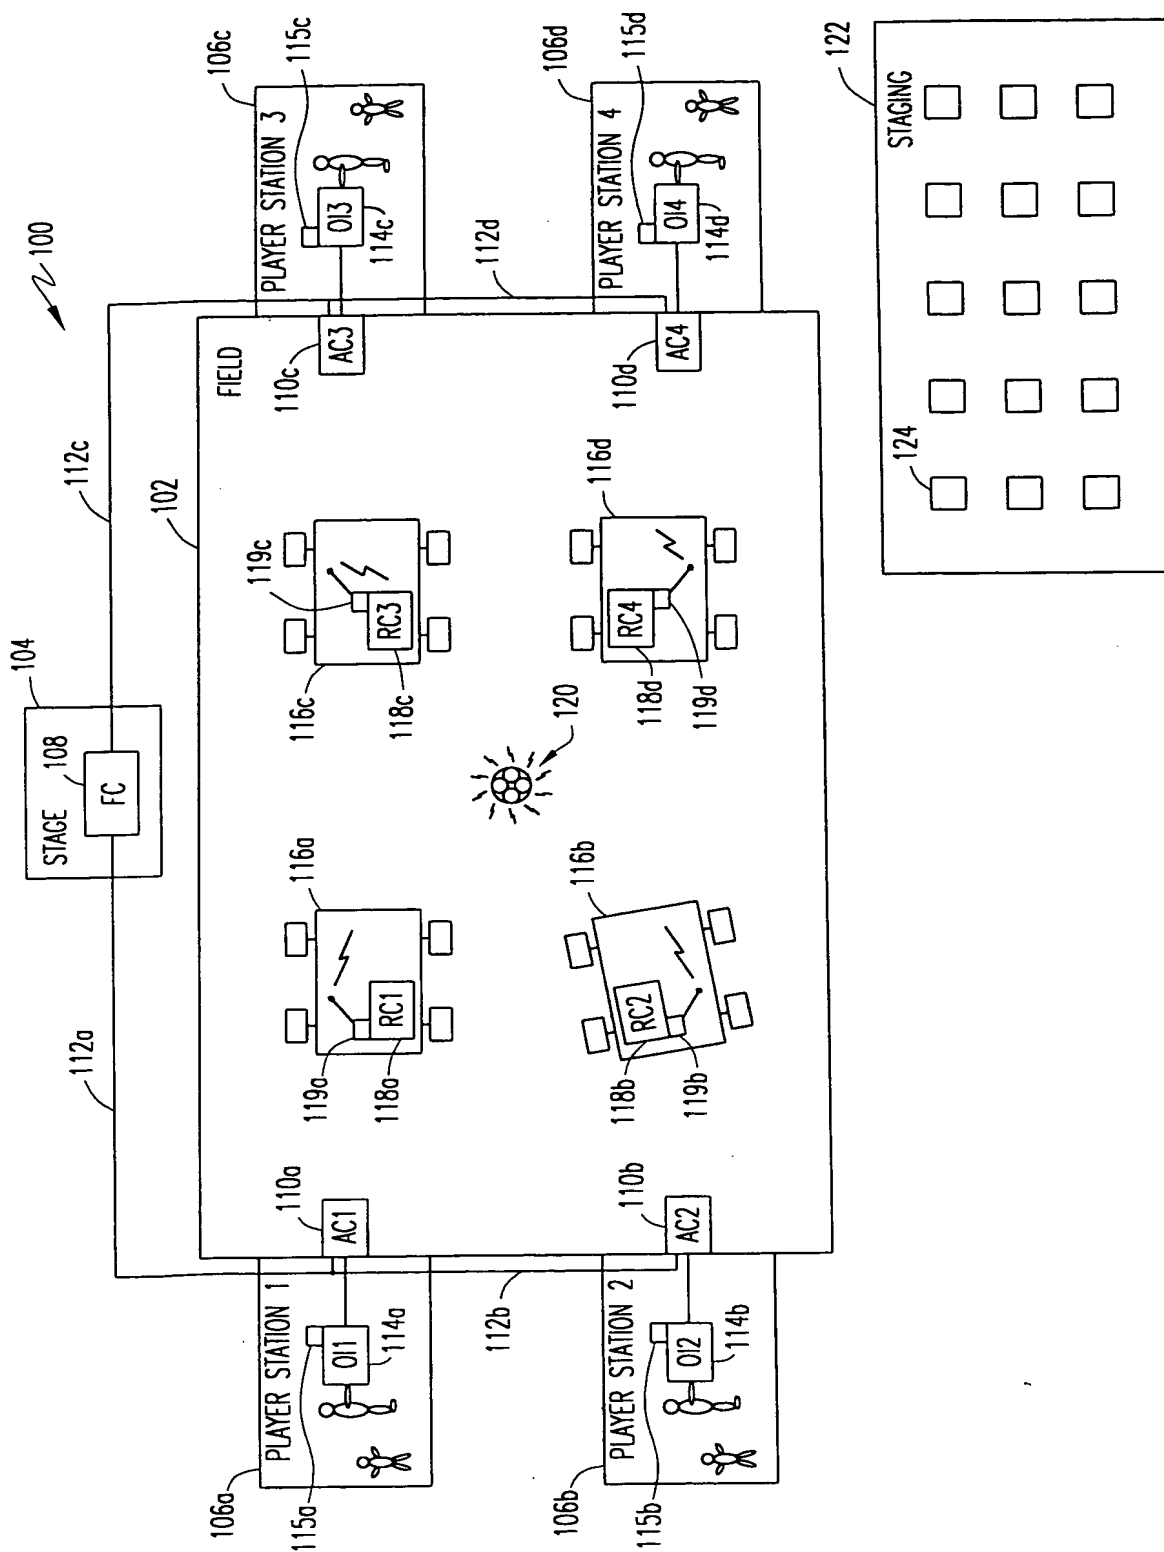 100
104
STAGE
108
FC
112a
112c
102
FIELD
106a
PLAYER STATION 1
115a
OI1
114a
110a
AC1
112b
106b
PLAYER STATION 2
115b
OI2
114b
110b
AC2
116a
119a
RC1
118a
116b
RC2
118b
119b
120
116c
119c
RC3
118c
116d
RC4
118d
119d
106c
PLAYER STATION 3
115c
OI3
114c
110c
AC3
112d
106d
PLAYER STATION 4
115d
OI4
114d
110d
AC4
122
STAGING
124